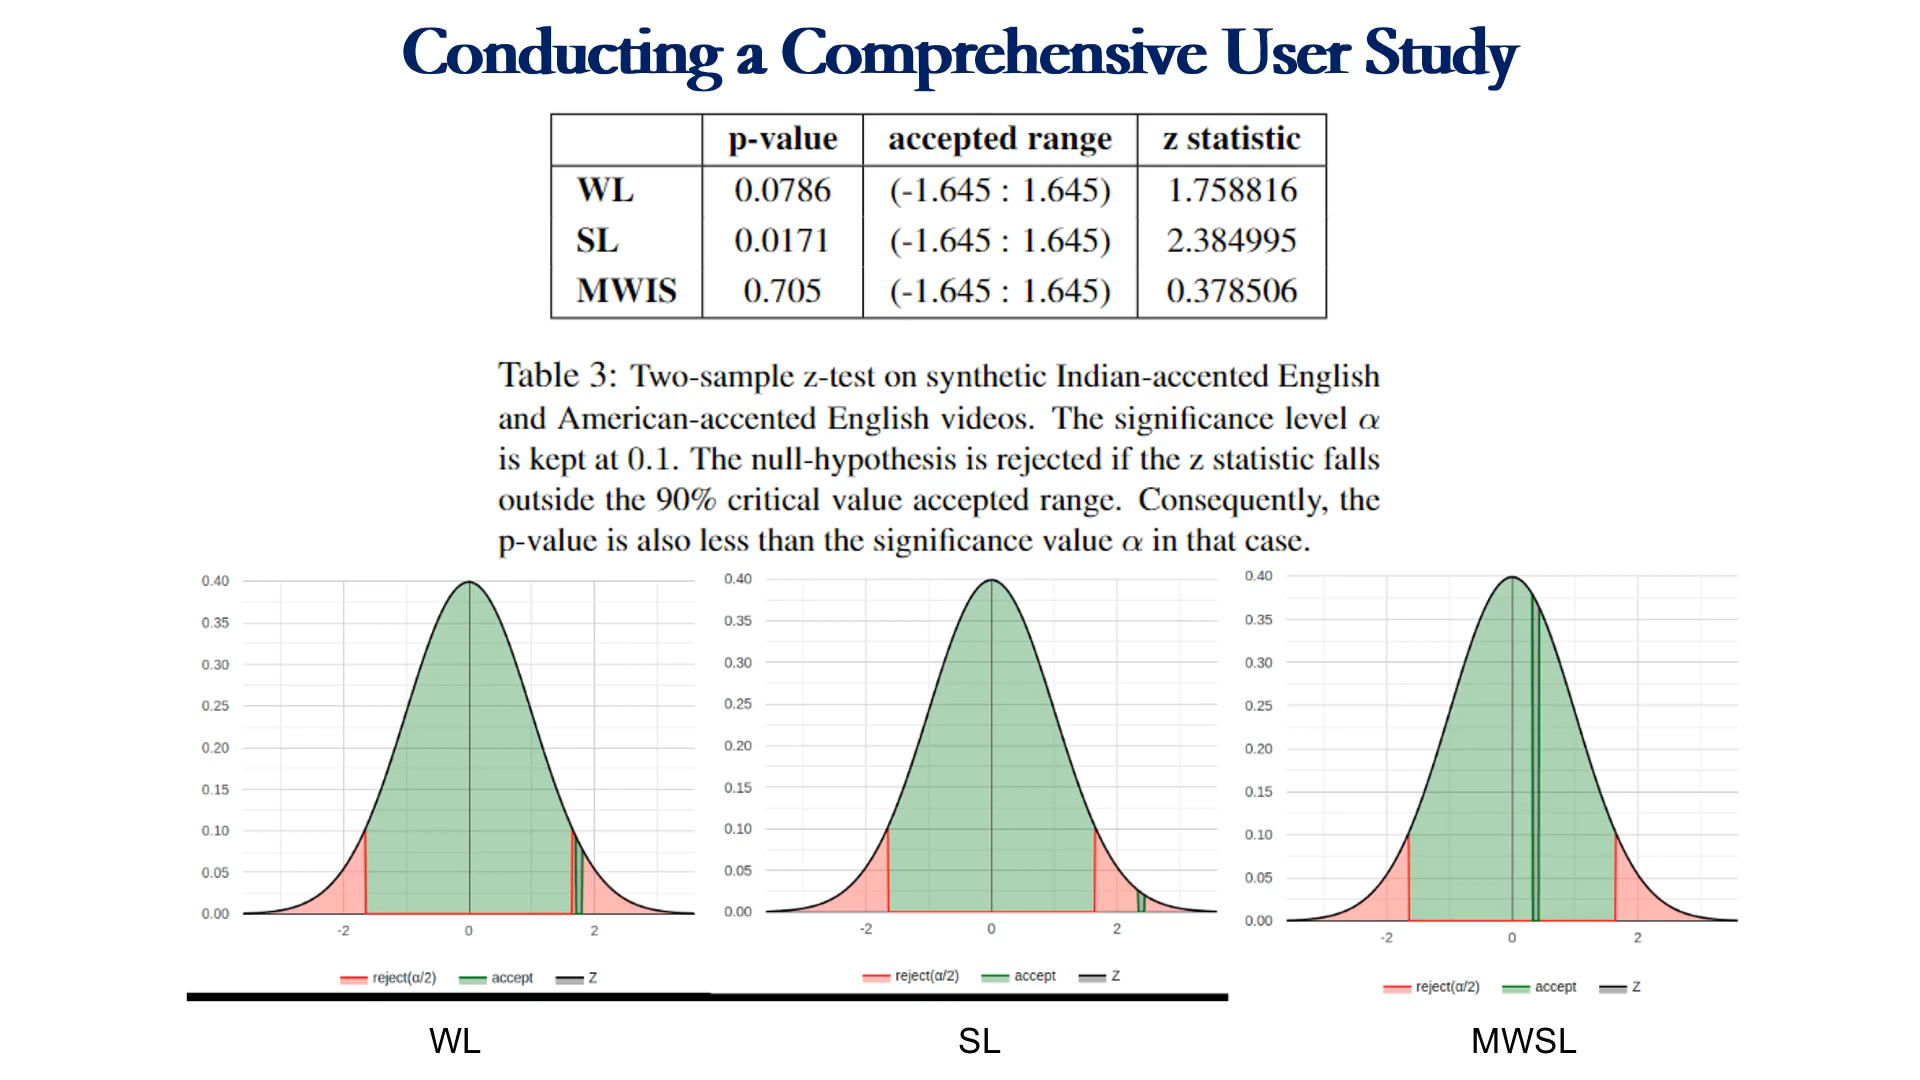 Conducting a Comprehensive User Study
p-value accepted range z statistic
WL 0.0786 (-1.645 : 1.645) 1.758816
SL 0.0171 (-1.645 : 1.645) 2.384995
MWIS 0.705 (-1.645 : 1.645) 0.378506
Table 3: Two-sample z-test on synthetic Indian-accented English
and American-accented English videos. The significance level α
is kept at 0.1. The null-hypothesis is rejected if the z statistic falls
outside the 90% critical value accepted range. Consequently, the
p-value is also less than the significance value α in that case.
0.40
0.35
0.30
0.25
0.20
0.15
0.10
0.05
0.00
-2 0 2
reject(α/2) accept Z
WL
0.40
0.35
0.30
0.25
0.20
0.15
0.10
0.05
0.00
-2 0 2
reject(α/2) accept Z
SL
0.40
0.35
0.30
0.25
0.20
0.15
0.10
0.05
0.00
-2 0 2
reject(α/2) accept Z
MWSL